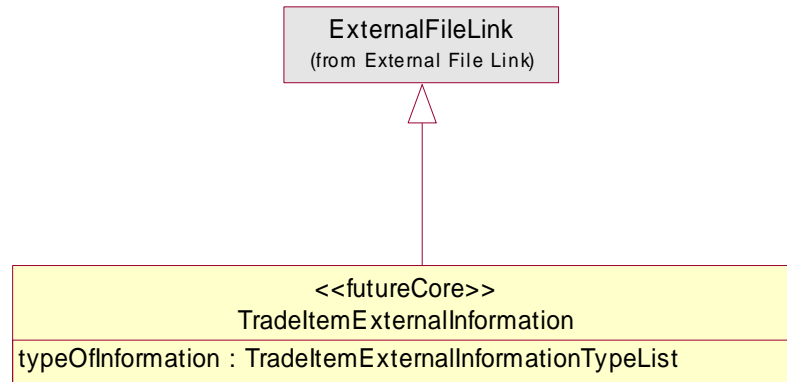 ExternalFileLink
(from External File Link)
<<futureCore>>
TradeItemExternalInformation
typeOfInformation : TradeItemExternalInformationTypeList